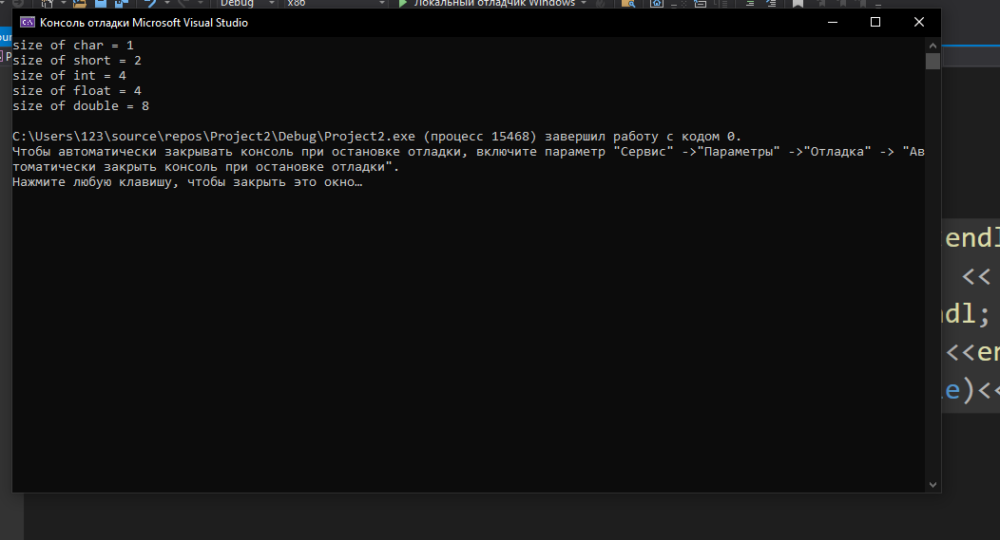 Debug x86 Локальный отладчик Windows
Консоль отладки Microsoft Visual Studio
size of char = 1
size of short = 2
size of int = 4
size of float = 4
size of double = 8
C:\Users\123\source\repos\Project2\Debug\Project2.exe (процесс 15468) завершил работу с кодом 0.
Чтобы автоматически закрывать консоль при остановке отладки, включите параметр "Сервис" ->"Параметры" ->"Отладка" -> "Ав
томатически закрыть консоль при остановке отладки".
Нажмите любую клавишу, чтобы закрыть это окно…
endl
<<
dl;
<<en
e)<<